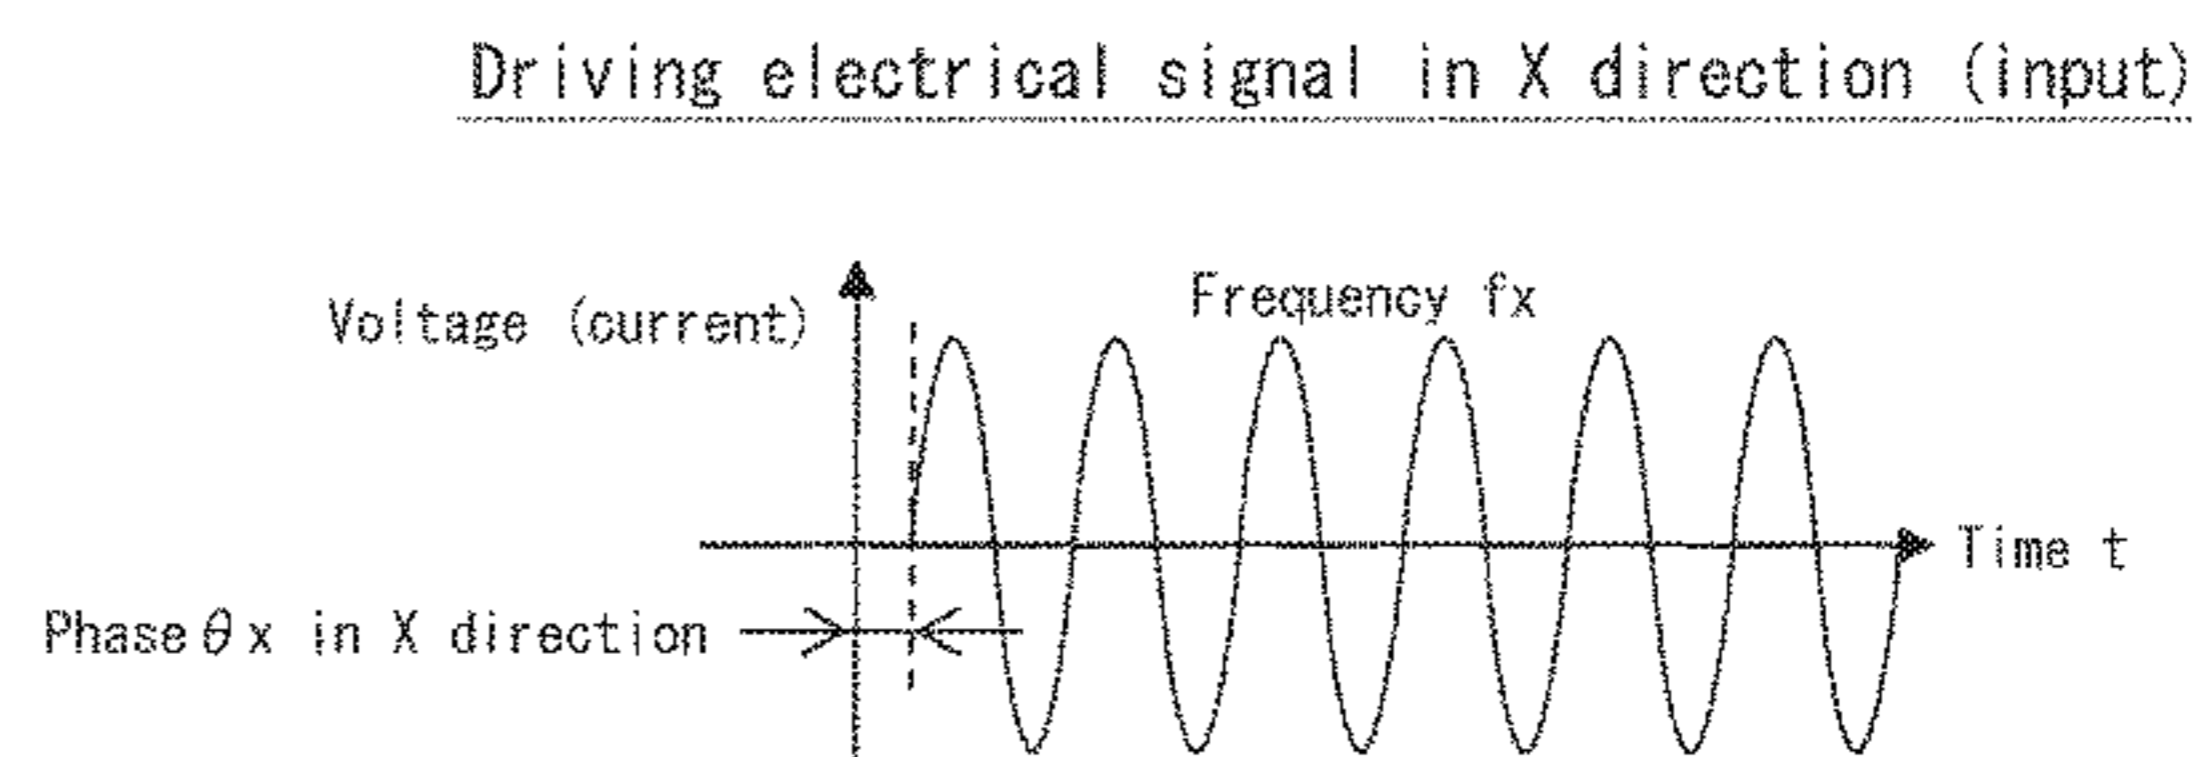 Driving electrical signal in X direction (input)
Frequency fx
Voltage (current)
Time t
Phase θx in X direction